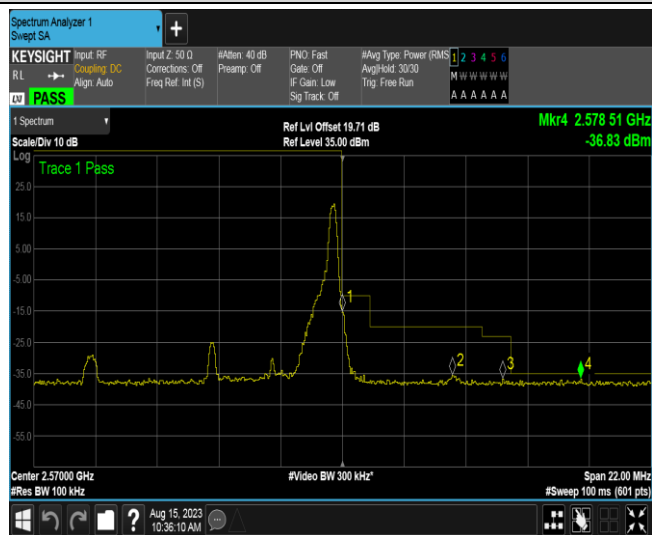 Spectrum Analyzer 1
Swept SA
+
KEYSIGHT
RL
LXI PASS
Input: RF
Coupling: DC
Align: Auto
Input Z: 50 Ω
Corrections: Off
Freq Ref: Int (S)
#Atten: 40 dB
Preamp: Off
PNO: Fast
Gate: Off
IF Gain: Low
Sig Track: Off
#Avg Type: Power (RMS
Avg|Hold: 30/30
Trig: Free Run
1 2 3 4 5 6
M W W W W W
A A A A A A
1 Spectrum
Scale/Div 10 dB
Ref Lvl Offset 19.71 dB
Ref Level 35.00 dBm
Mkr4 2.578 51 GHz
-36.83 dBm
Log
Trace 1 Pass
25.0
15.0
5.00
-5.00
-15.0
-25.0
-35.0
-45.0
-55.0
1
2
3
4
Center 2.57000 GHz
#Res BW 100 kHz
#Video BW 300 kHz*
Span 22.00 MHz
#Sweep 100 ms (601 pts)
?
Aug 15, 2023
10:36:10 AM